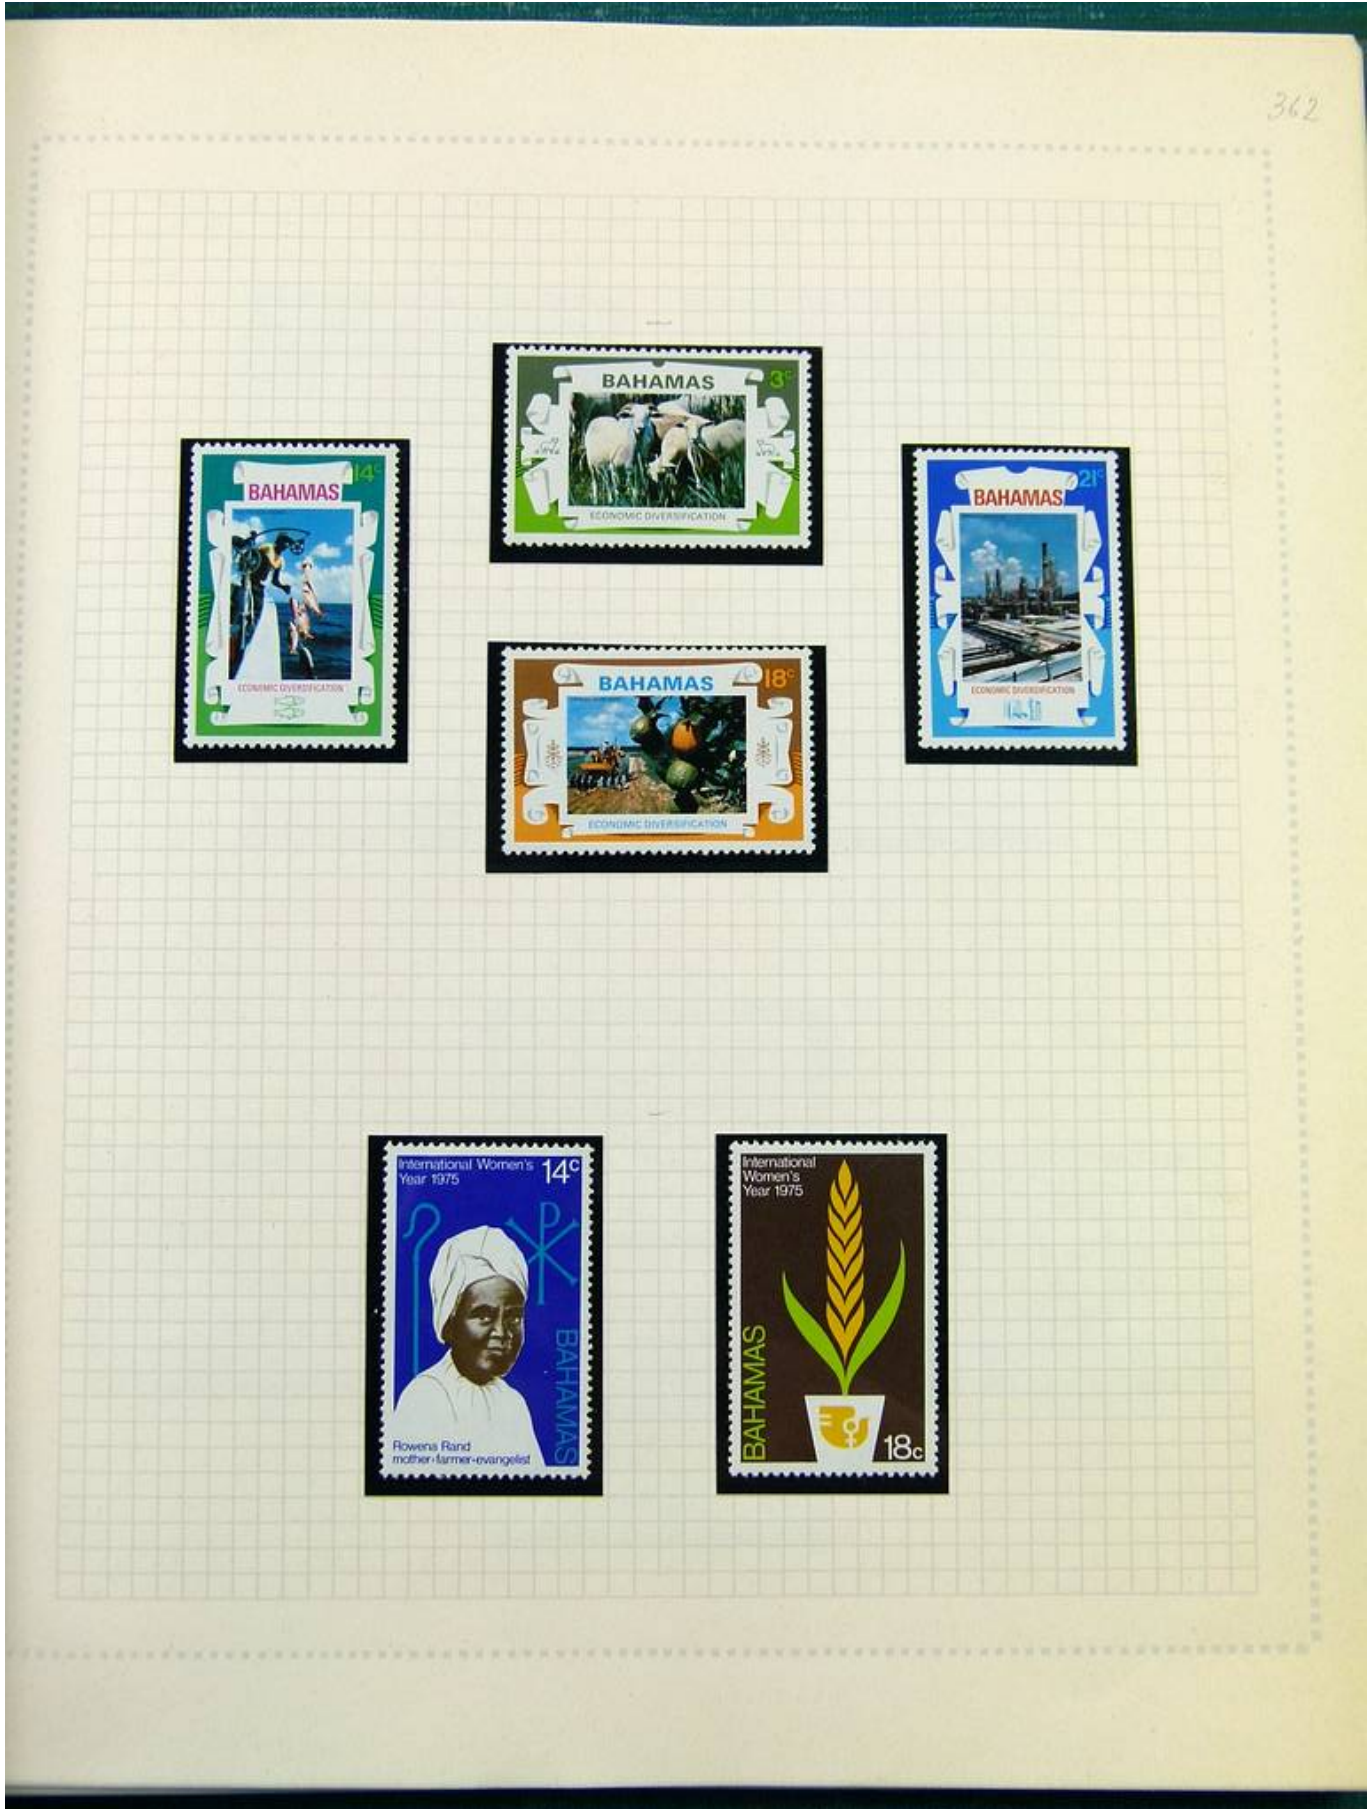 362
BAHAMAS 3c
ECONOMIC DIVERSIFICATION
14c
BAHAMAS
ECONOMIC DIVERSIFICATION
21c
BAHAMAS
ECONOMIC DIVERSIFICATION
BAHAMAS 18c
ECONOMIC DIVERSIFICATION
International Women's 14c
Year 1975
BAHAMAS
Rowena Rand
mother-farmer-evangelist
International
Women's
Year 1975
BAHAMAS
18c